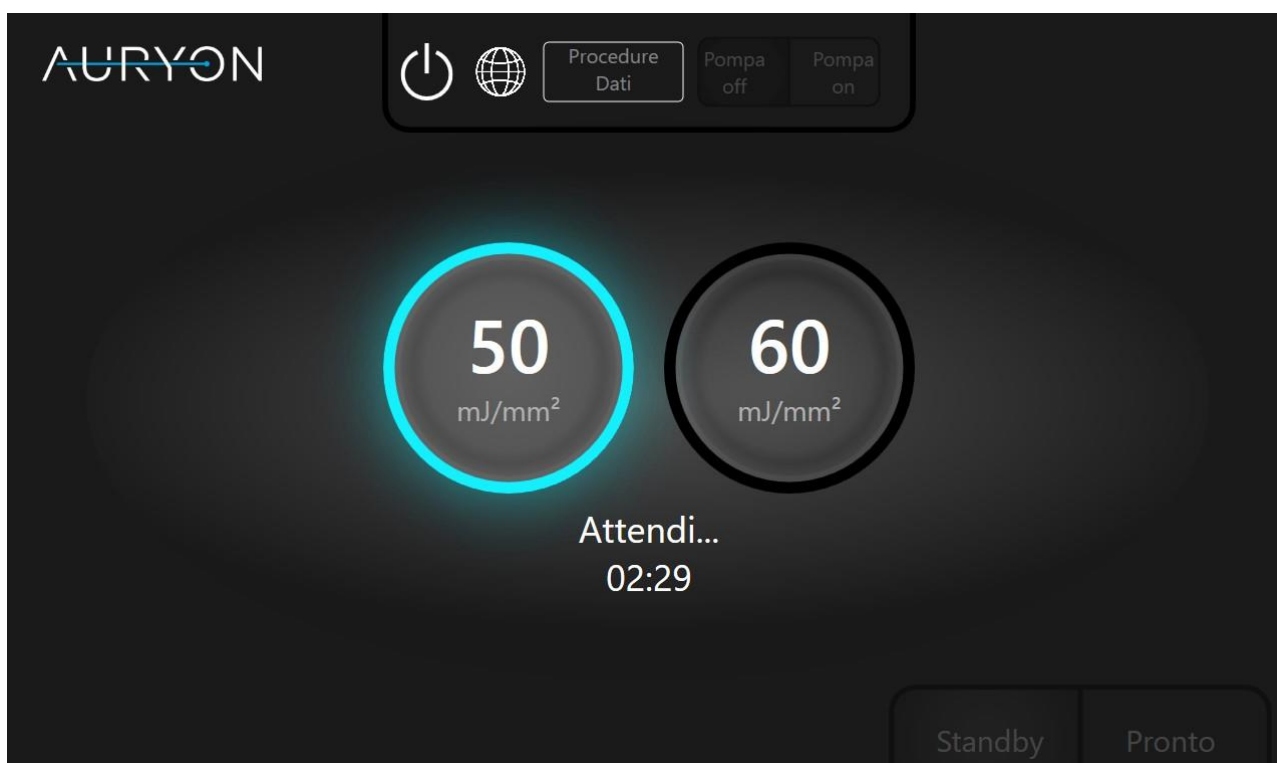 AURYON
Procedure
Dati
Pompa
off
Pompa
on
50
mJ/mm²
60
mJ/mm²
Attendi...
02:29
Standby
Pronto